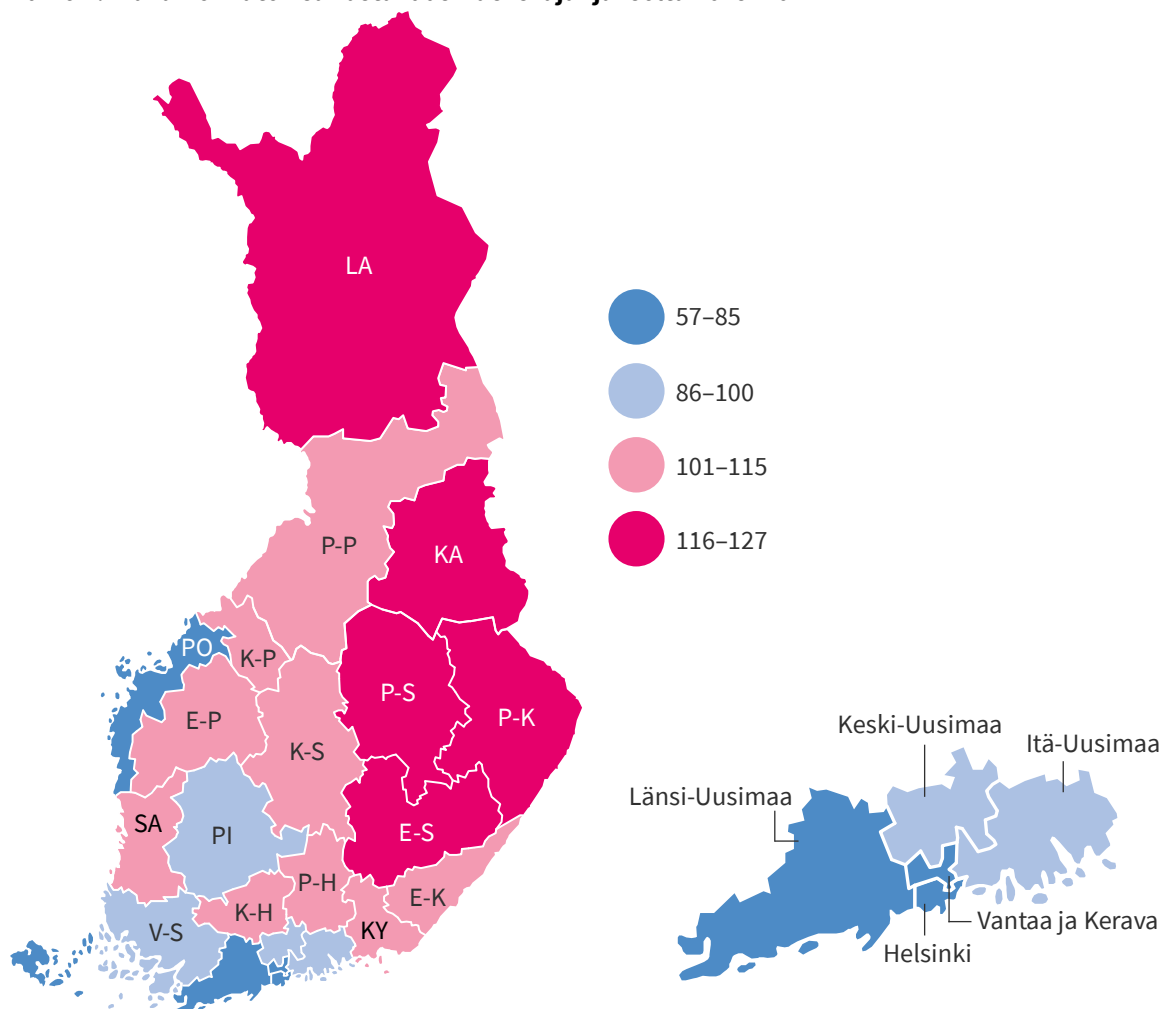 LA
57–85
86–100
101–115
116–127
P-P
KA
PO
K-P
P-S
E-P
P-K
K-S
Keski-Uusimaa
Itä-Uusimaa
Länsi-Uusimaa
SA
PI
E-S
P-H
E-K
K-H
V-S
KY
Vantaa ja Kerava
Helsinki